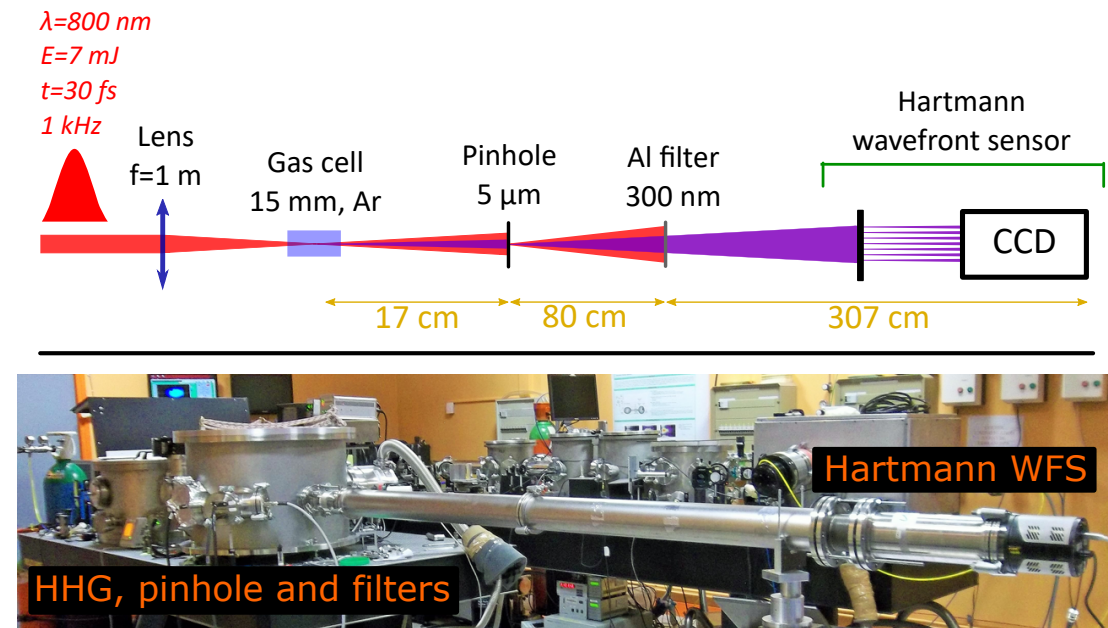 λ=800 nm
E=7 mJ
t=30 fs
1 kHz
Lens
f=1 m
Gas cell
15 mm, Ar
Pinhole
5 μm
Al filter
300 nm
Hartmann
wavefront sensor
CCD
17 cm
80 cm
307 cm
Hartmann WFS
HHG, pinhole and filters